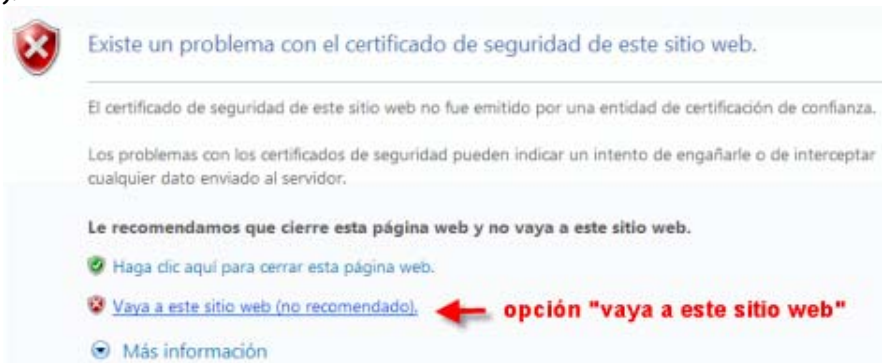 Existe un problema con el certificado de seguridad de este sitio web.
El certificado de seguridad de este sitio web no fue emitido por una entidad de certificación de confianza.
Los problemas con los certificados de seguridad pueden indicar un intento de engañarle o de interceptar
cualquier dato enviado al servidor.
Le recomendamos que cierre esta página web y no vaya a este sitio web.
Haga clic aquí para cerrar esta página web.
Vaya a este sitio web (no recomendado). opción "vaya a este sitio web"
Más información